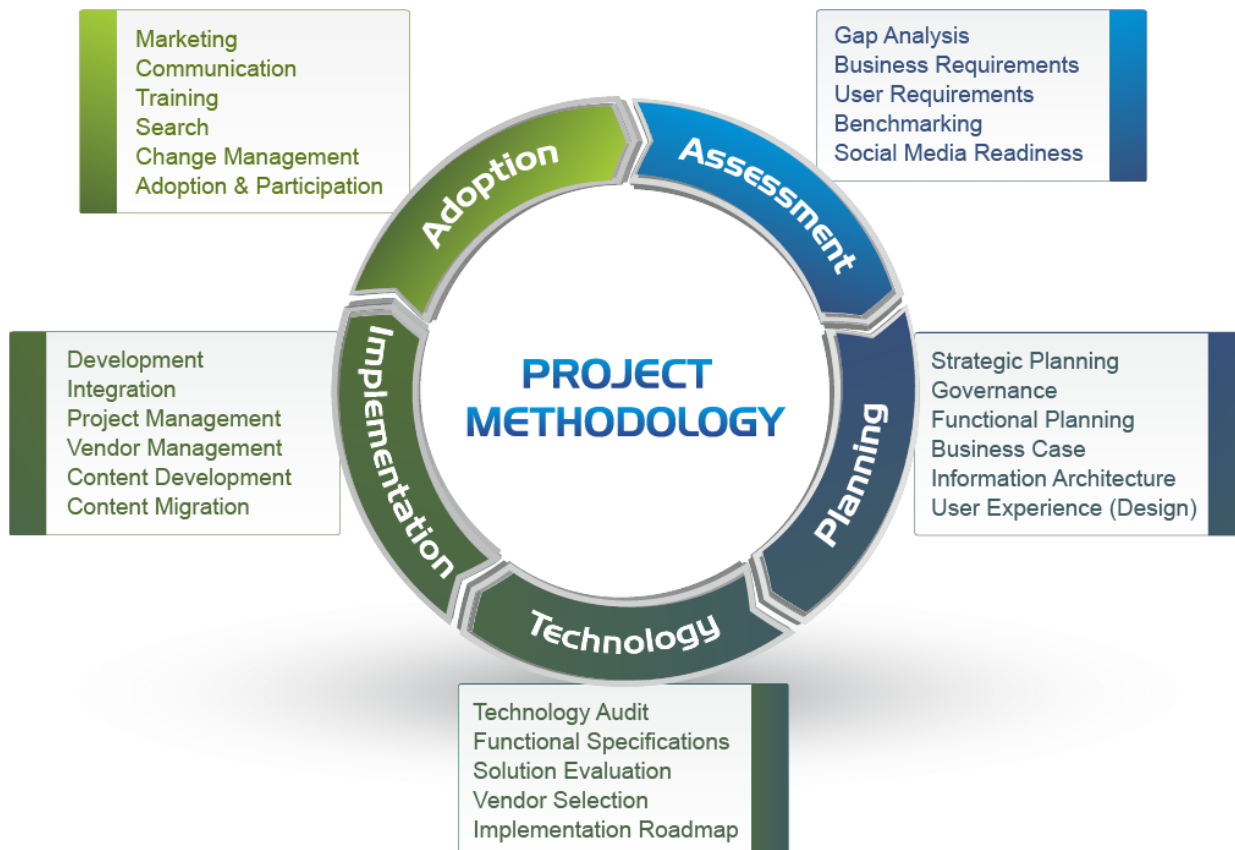 Marketing
Communication
Training
Search
Change Management
Adoption & Participation
Gap Analysis
Business Requirements
User Requirements
Benchmarking
Social Media Readiness
Adoption
Assessment
PROJECT
METHODOLOGY
Implementation
Planning
Technology
Development
Integration
Project Management
Vendor Management
Content Development
Content Migration
Strategic Planning
Governance
Functional Planning
Business Case
Information Architecture
User Experience (Design)
Technology Audit
Functional Specifications
Solution Evaluation
Vendor Selection
Implementation Roadmap